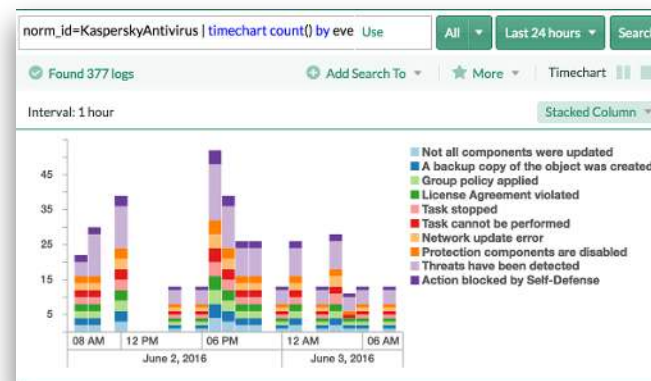 norm_id=KasperskyAntivirus | timechart count() by eve Use All Last 24 hours Search
Found 377 logs Add Search To More Timechart
Interval: 1 hour Stacked Column
45
35
25
15
5
08 AM 12 PM 06 PM 12 AM 06 AM
June 2, 2016 June 3, 2016
Not all components were updated
A backup copy of the object was created
Group policy applied
License Agreement violated
Task stopped
Task cannot be performed
Network update error
Protection components are disabled
Threats have been detected
Action blocked by Self-Defense